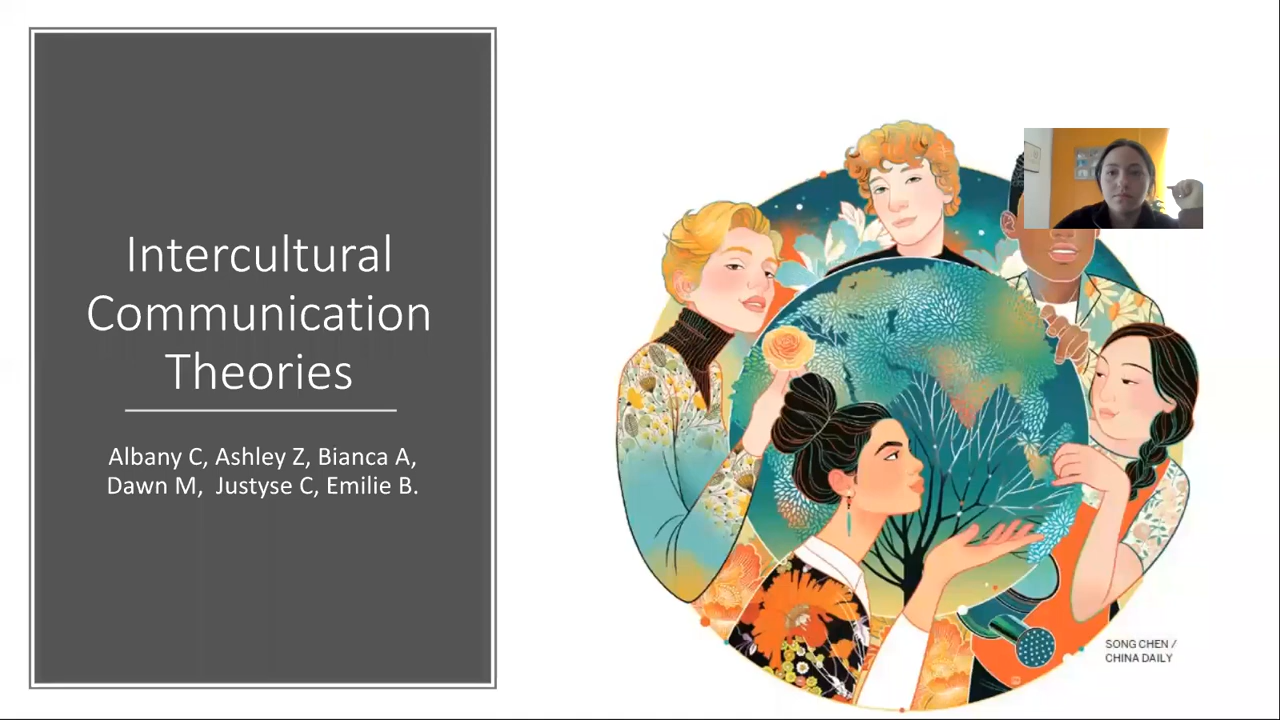 Intercultural
Communication
Theories
Albany C, Ashley Z, Bianca A,
Dawn M, Justyse C, Emilie B.
SONG CHEN /
CHINA DAILY